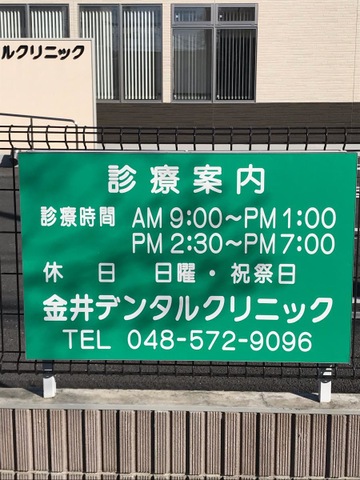 ルクリニック
診療案内
診療時間 AM 9:00～PM 1:00
PM 2:30～PM 7:00
休 日 日曜・祝祭日
金井デンタルクリニック
TEL 048-572-9096